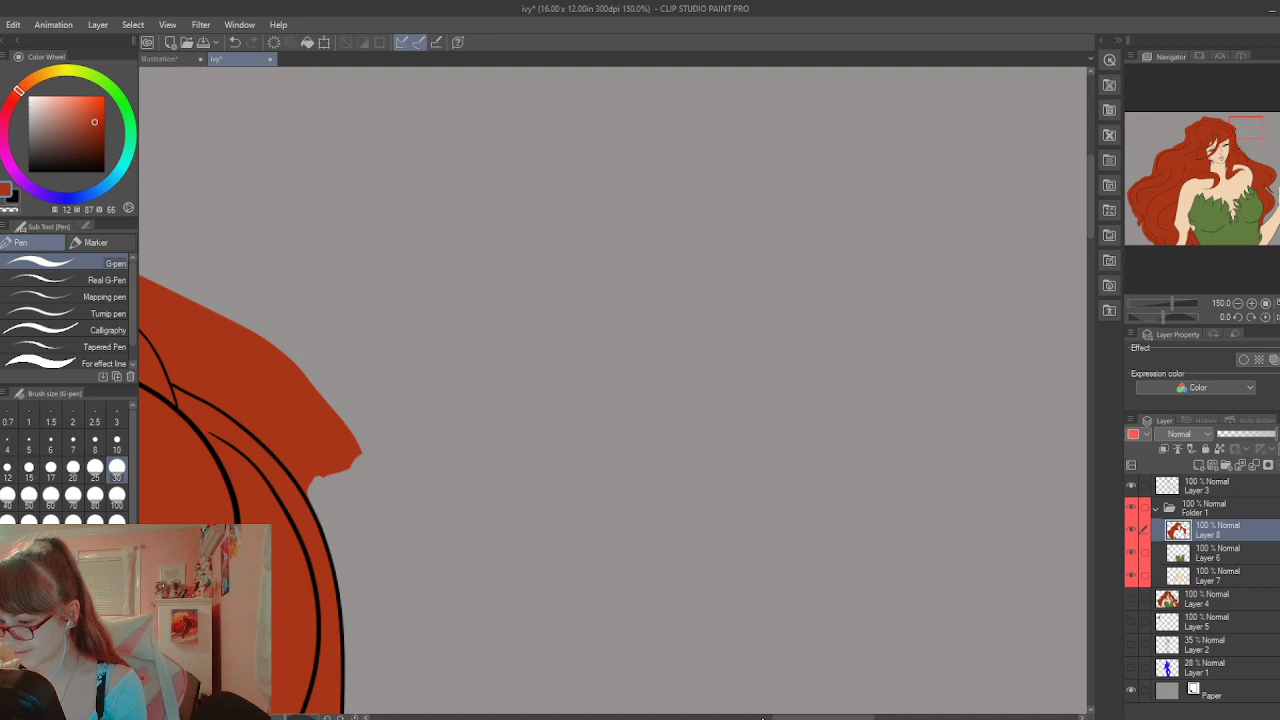 ivy* (16.00 x 12.00in 300dpi 150.0%) - CLIP STUDIO PAINT PRO
Edit Animation Layer Select View Filter Window Help
Illustration* ivy*
Color Wheel
12 87 66
Sub Tool [Pen]
Pen Marker
G-pen
Real G-Pen
Mapping pen
Turnip pen
Calligraphy
Tapered Pen
For effect line
Brush size [G-pen]
0.7 1 1.5 2 2.5 3
4 5 6 7 8 10
12 15 17 20 25 30
40 50 60 70 80 100
Navigator
150.0
0.0
Layer Property
Effect
Expression color
Color
Layer History Auto Action
Normal
100 % Normal
Layer 3
100 % Normal
Folder 1
100 % Normal
Layer 8
100 % Normal
Layer 6
100 % Normal
Layer 7
100 % Normal
Layer 4
100 % Normal
Layer 5
35 % Normal
Layer 2
28 % Normal
Layer 1
Paper